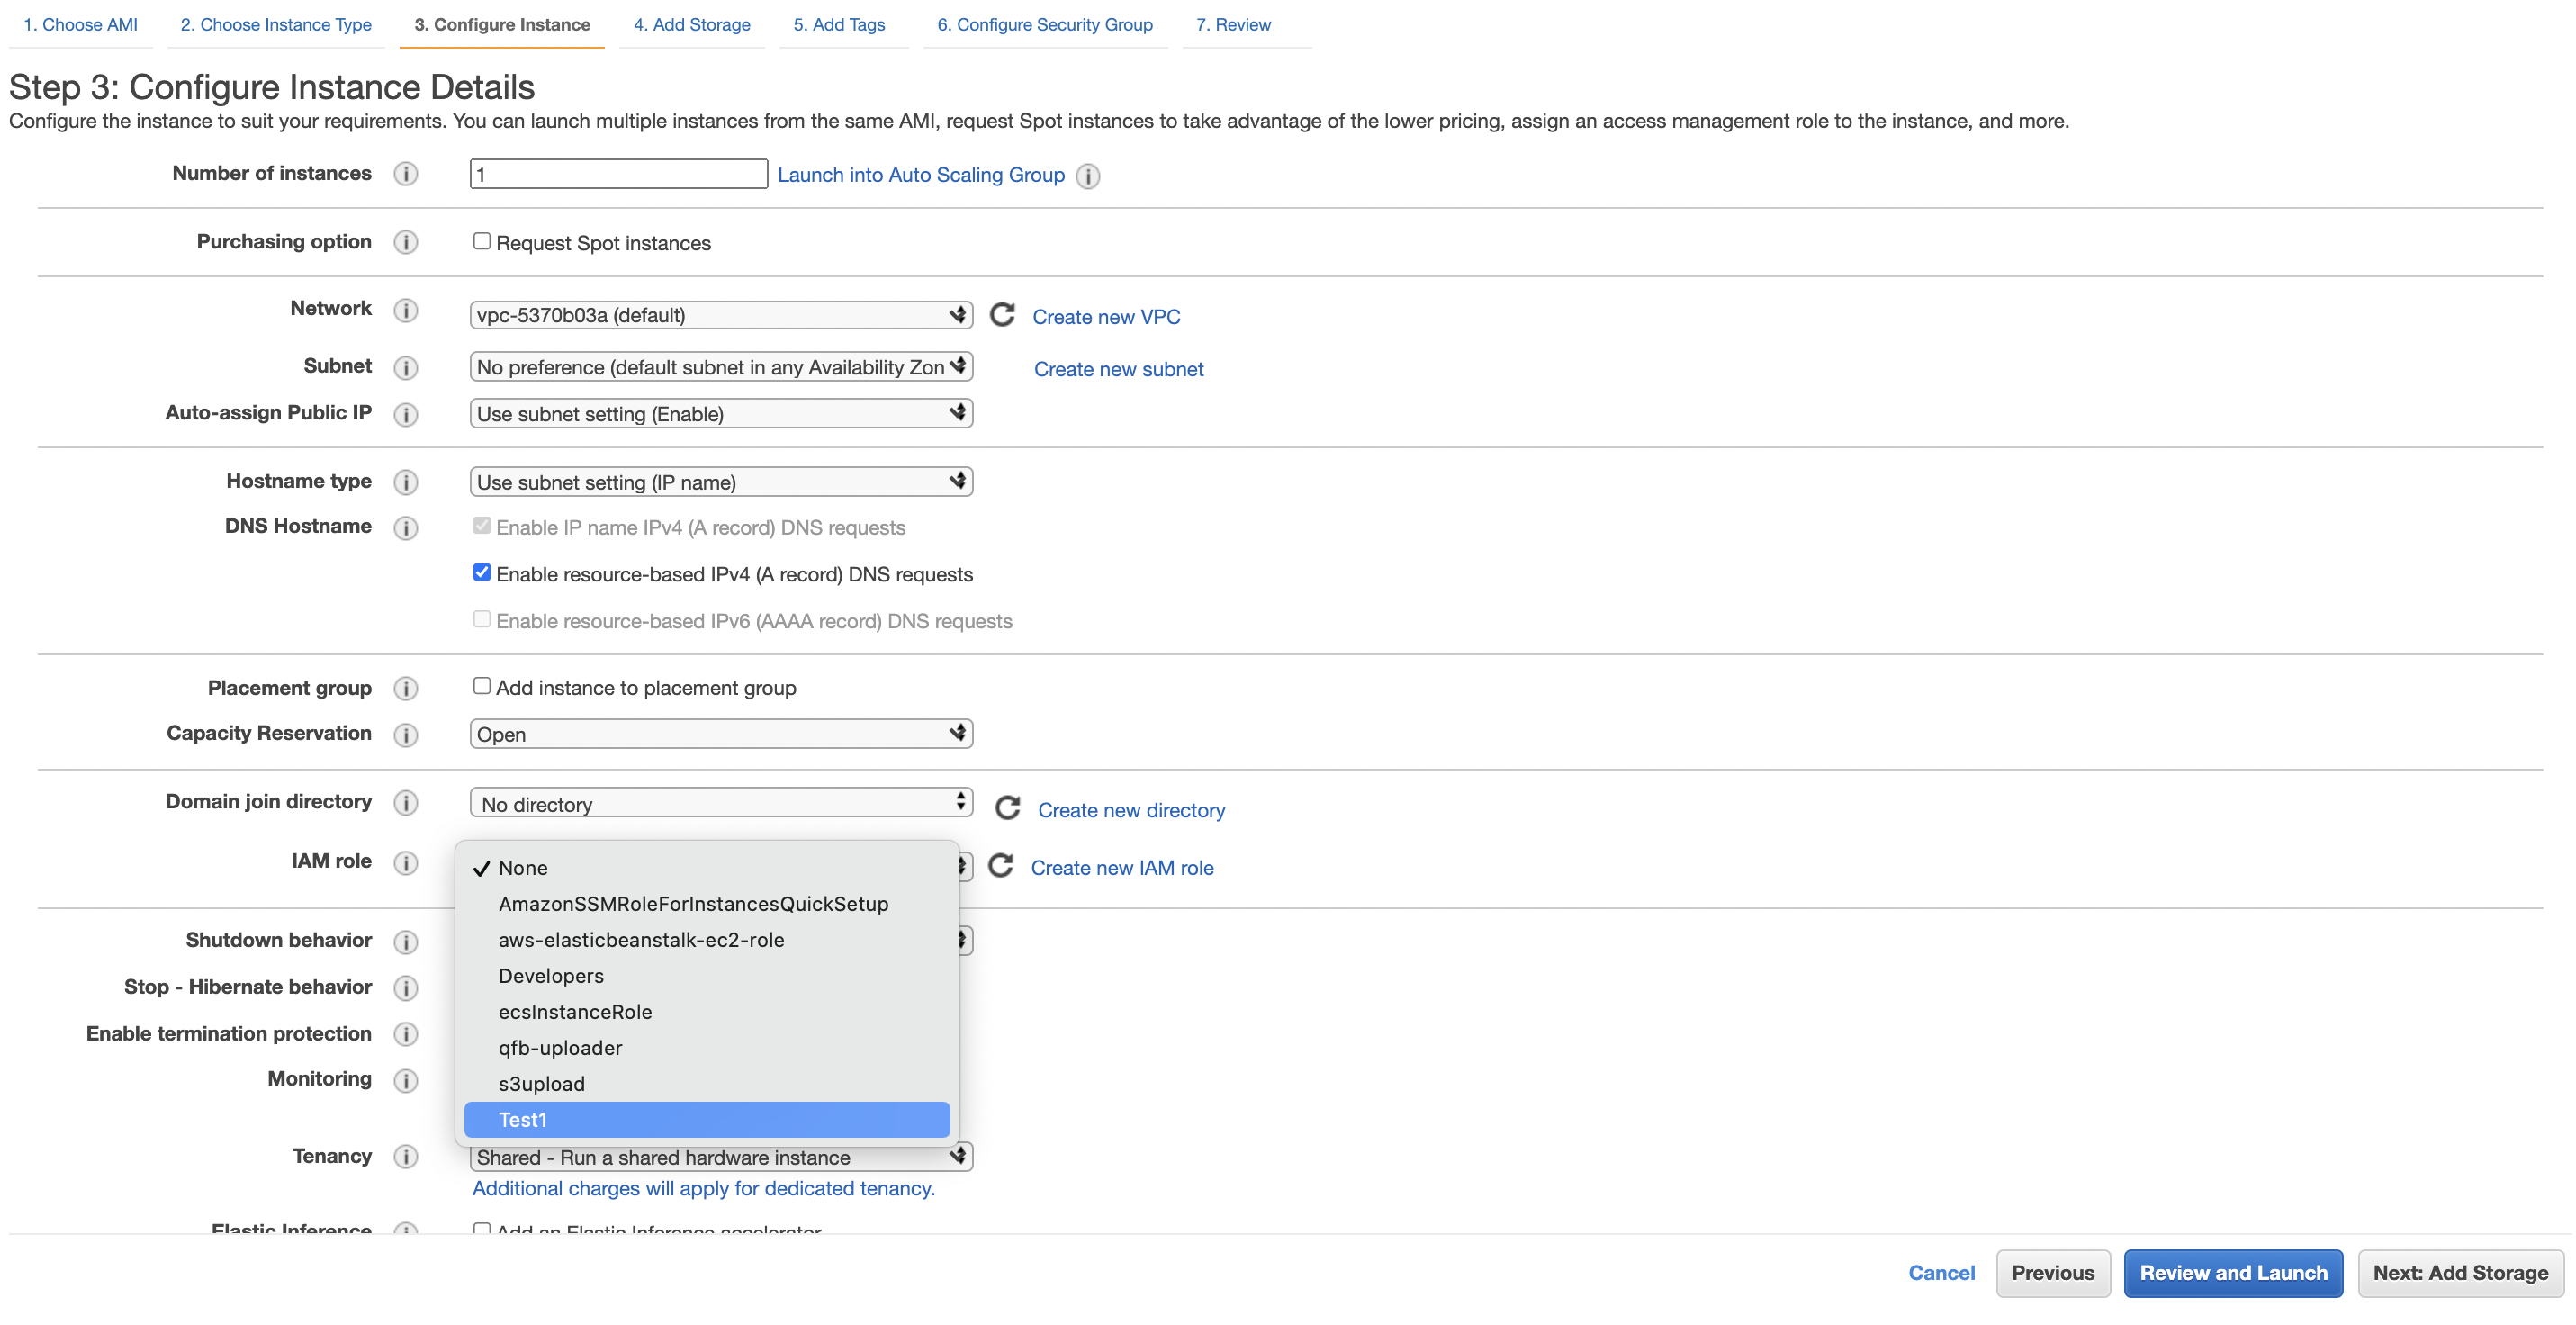 1. Choose AMI 2. Choose Instance Type 3. Configure Instance 4. Add Storage 5. Add Tags 6. Configure Security Group 7. Review
Step 3: Configure Instance Details
Configure the instance to suit your requirements. You can launch multiple instances from the same AMI, request Spot instances to take advantage of the lower pricing, assign an access management role to the instance, and more.
Number of instances 1 Launch into Auto Scaling Group
Purchasing option Request Spot instances
Network vpc-5370b03a (default) Create new VPC
Subnet No preference (default subnet in any Availability Zon Create new subnet
Auto-assign Public IP Use subnet setting (Enable)
Hostname type Use subnet setting (IP name)
DNS Hostname Enable IP name IPv4 (A record) DNS requests
Enable resource-based IPv4 (A record) DNS requests
Enable resource-based IPv6 (AAAA record) DNS requests
Placement group Add instance to placement group
Capacity Reservation Open
Domain join directory No directory Create new directory
IAM role None Create new IAM role
AmazonSSMRoleForInstancesQuickSetup
Shutdown behavior aws-elasticbeanstalk-ec2-role
Stop - Hibernate behavior Developers
ecsInstanceRole
Enable termination protection qfb-uploader
Monitoring s3upload
Test1
Tenancy Shared - Run a shared hardware instance
Additional charges will apply for dedicated tenancy.
Elastic Inference Add an Elastic Inference accelerator
Cancel Previous Review and Launch Next: Add Storage